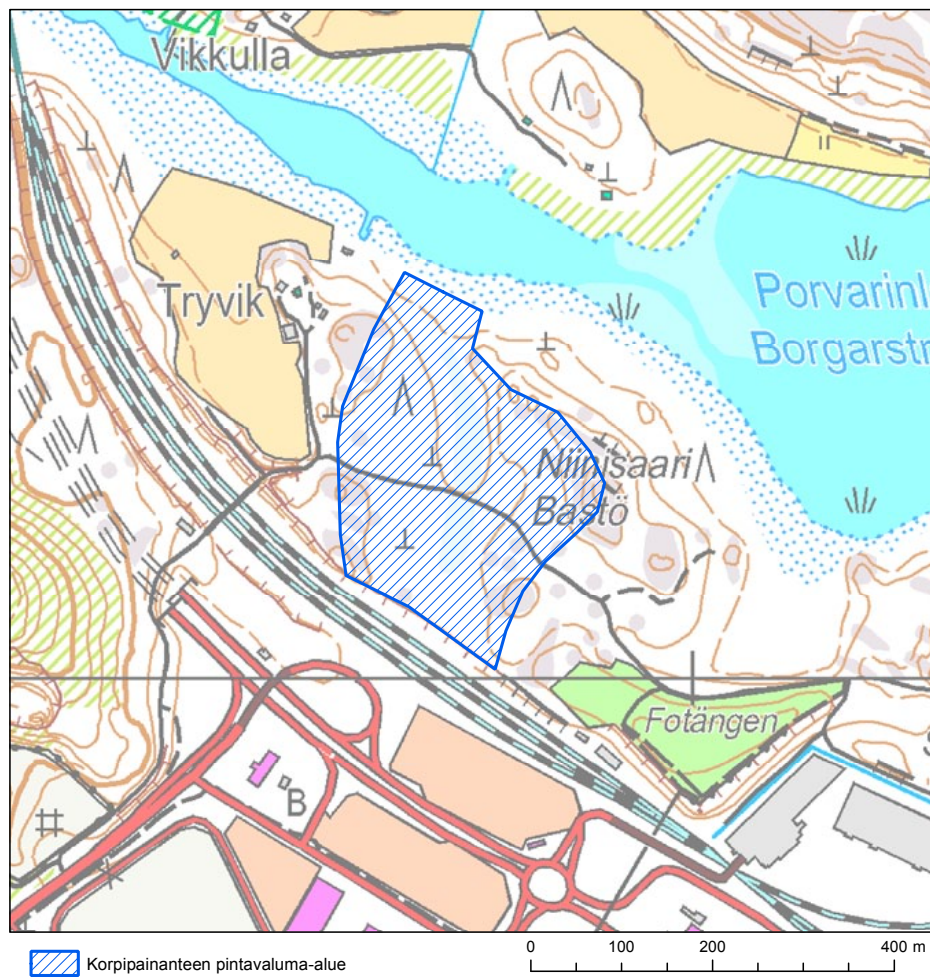 Vikkulla
Tryvik
Porvarinl
Borgarstr
Niinisaari
Bastö
Fotängen
B
Korpipainanteen pintavaluma-alue
0 100 200 400 m